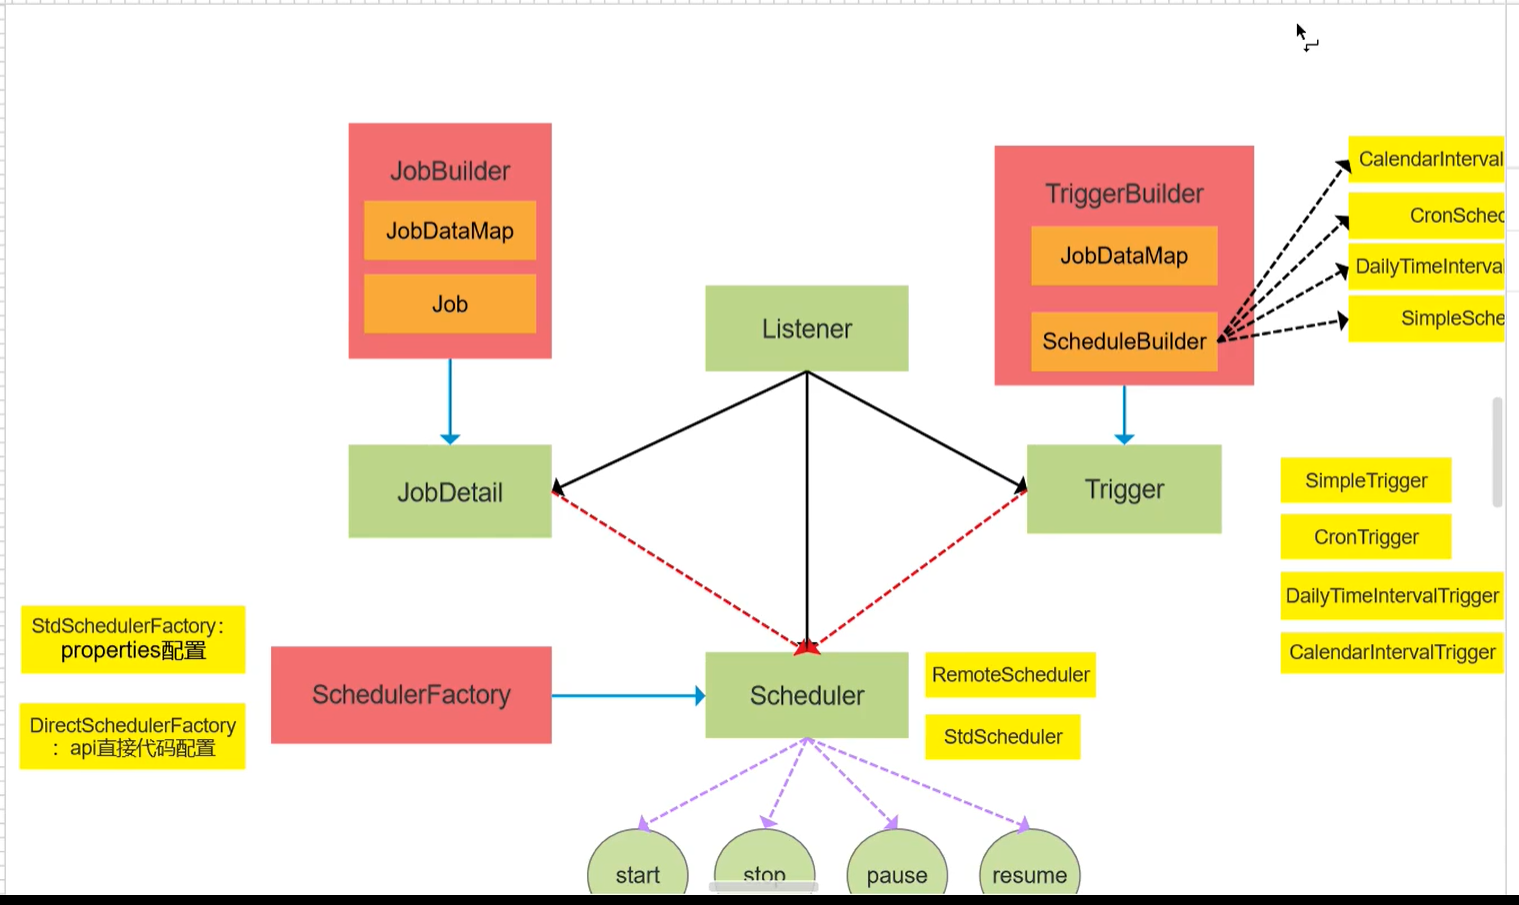 JobBuilder
JobDataMap
Job
TriggerBuilder
JobDataMap
ScheduleBuilder
CalendarInterval
CronSched
DailyTimeInterval
SimpleSche
Listener
JobDetail
Trigger
SimpleTrigger
CronTrigger
DailyTimeIntervalTrigger
CalendarIntervalTrigger
StdSchedulerFactory:
properties配置
DirectSchedulerFactory
：api直接代码配置
SchedulerFactory
Scheduler
RemoteScheduler
StdScheduler
start
stop
pause
resume